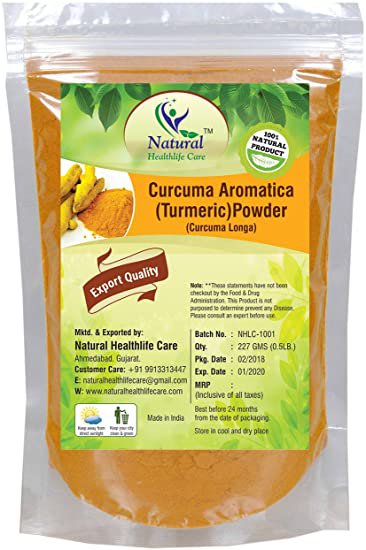 Natural TM
Healthlife Care
100%
NATURAL
PRODUCT
Curcuma Aromatica
(Turmeric)Powder
(Curcuma Longa)
Export Quality
Note: **These statements have not been
checkout by the Food & Drug
Administration. This Product is not
purposed to determine prevent any Disease.
Please consult an expert before use.
Mktd. & Exported by:
Natural Healthlife Care
Ahmedabad. Gujarat.
Customer Care: +91 9913313447
E: naturalhealthlifecare@gmail.com
W: www.naturalhealthlifecare.com
Batch No. : NHLC-1001
Qty. : 227 GMS (0.5LB.)
Pkg. Date : 02/2018
Exp. Date : 01/2020
MRP :
(Inclusive of all taxes)
Best before 24 months
from the date of packaging.
Store in cool and dry place
Keep away from
direct sunlight
Keep your city
clean & green
Made in India